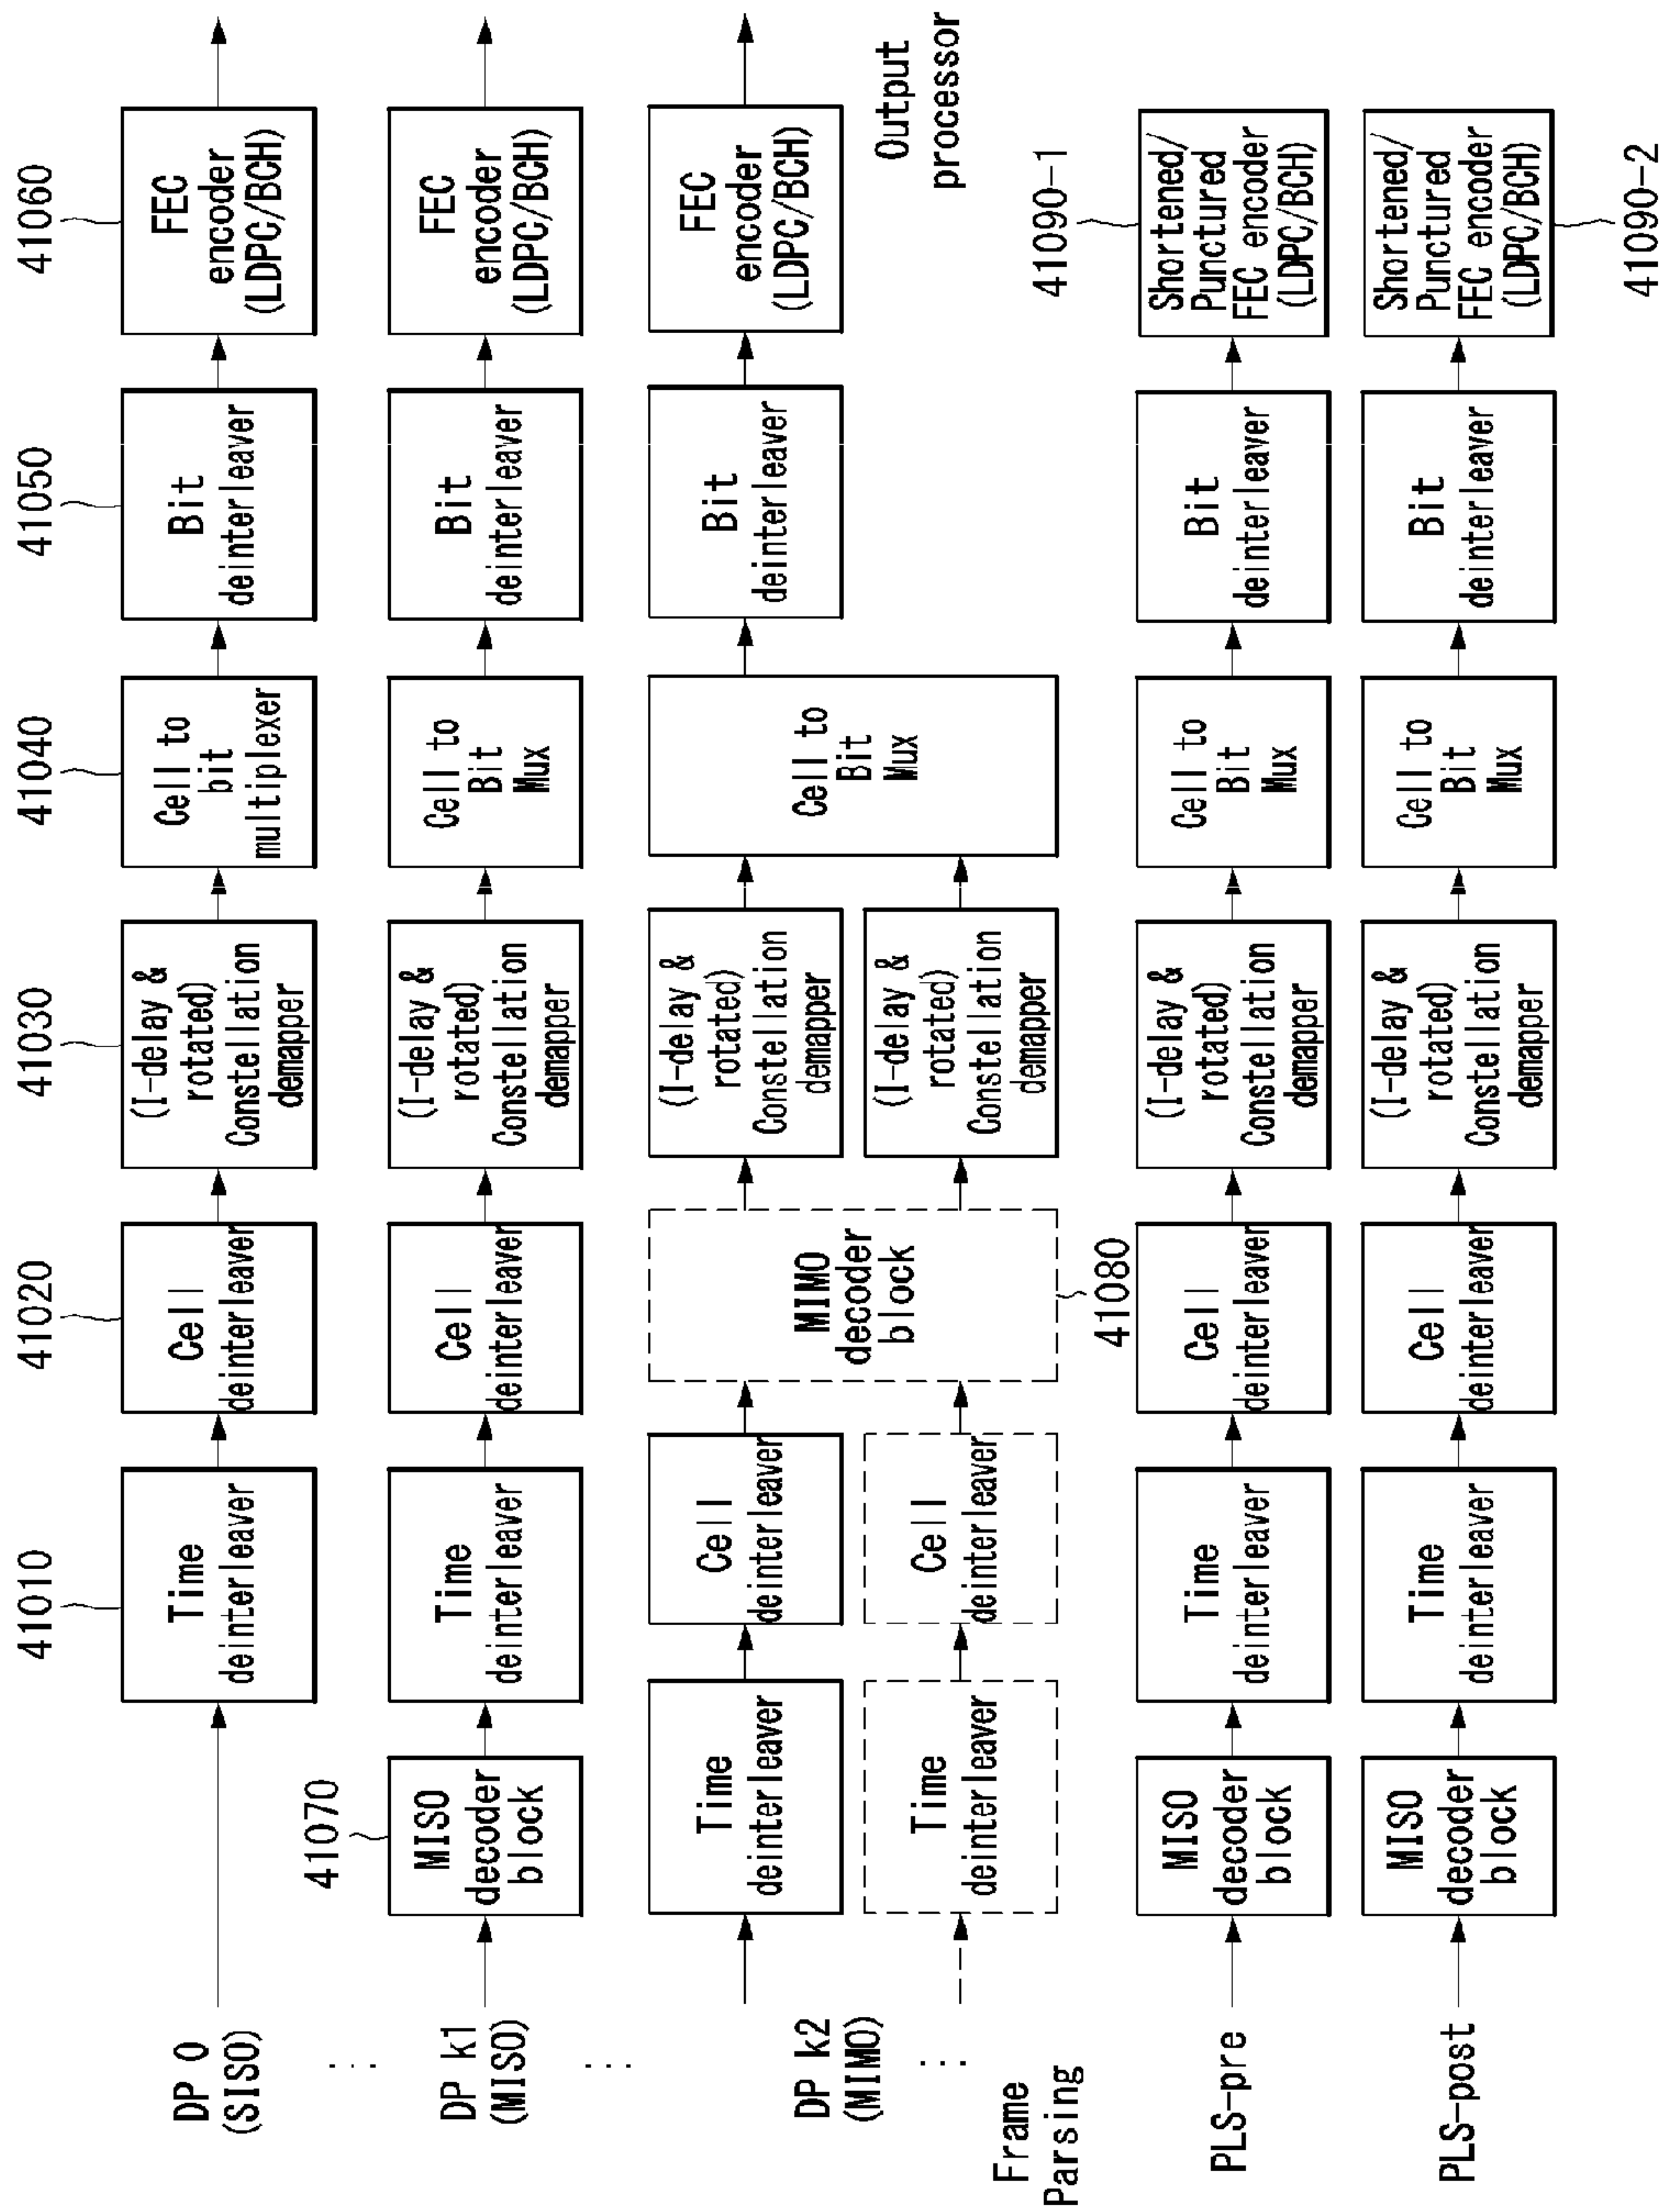 41010
41020
41030
41040
41050
41060
DP 0
(SISO)
Time
deinterleaver
Cell
deinterleaver
(I-delay &
rotated)
Constellation
demapper
Cell to
bit
multiplexer
Bit
deinterleaver
FEC
encoder
(LDPC/BCH)
...
41070
DP k1
(MISO)
MISO
decoder
block
Time
deinterleaver
Cell
deinterleaver
(I-delay &
rotated)
Constellation
demapper
Cell to
Bit
Mux
Bit
deinterleaver
FEC
encoder
(LDPC/BCH)
...
DP k2
(MIMO)
Time
deinterleaver
Cell
deinterleaver
Time
deinterleaver
Cell
deinterleaver
MIMO
decoder
block
41080
(I-delay &
rotated)
Constellation
demapper
(I-delay &
rotated)
Constellation
demapper
Cell to
Bit
Mux
Bit
deinterleaver
FEC
encoder
(LDPC/BCH)
...
Frame
Parsing
Output
processor
41090-1
PLS-pre
MISO
decoder
block
Time
deinterleaver
Cell
deinterleaver
(I-delay &
rotated)
Constellation
demapper
Cell to
Bit
Mux
Bit
deinterleaver
Shortened/
Punctured
FEC encoder
(LDPC/BCH)
PLS-post
MISO
decoder
block
Time
deinterleaver
Cell
deinterleaver
(I-delay &
rotated)
Constellation
demapper
Cell to
Bit
Mux
Bit
deinterleaver
Shortened/
Punctured
FEC encoder
(LDPC/BCH)
41090-2